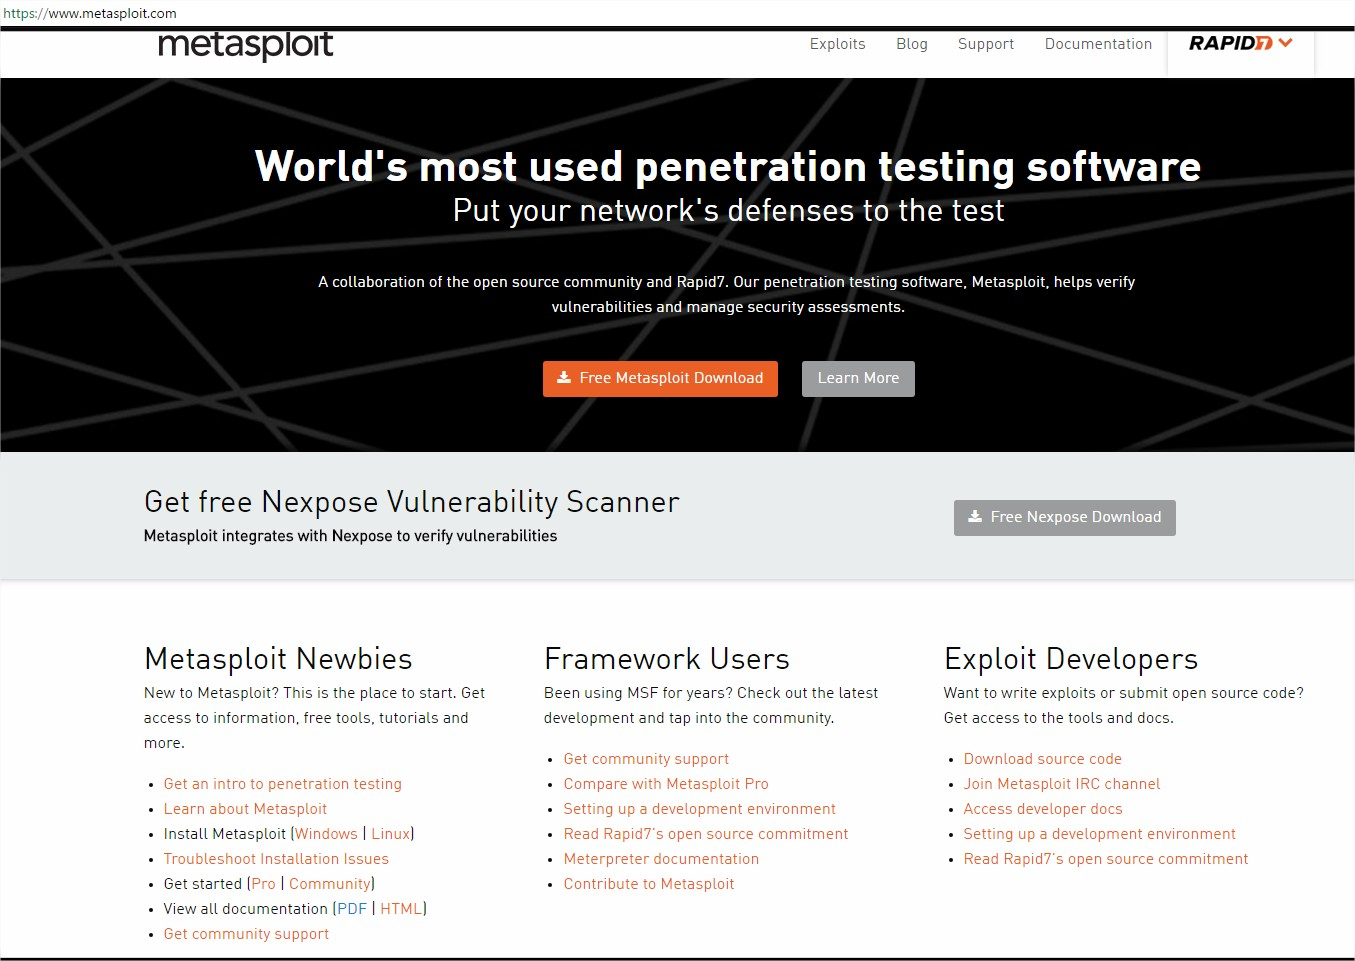 https://www.metasploit.com
metasploit
Exploits Blog Support Documentation RAPID7
World's most used penetration testing software
Put your network's defenses to the test
A collaboration of the open source community and Rapid7. Our penetration testing software, Metasploit, helps verify
vulnerabilities and manage security assessments.
Free Metasploit Download Learn More
Get free Nexpose Vulnerability Scanner
Metasploit integrates with Nexpose to verify vulnerabilities
Free Nexpose Download
Metasploit Newbies
New to Metasploit? This is the place to start. Get
access to information, free tools, tutorials and
more.
• Get an intro to penetration testing
• Learn about Metasploit
• Install Metasploit (Windows | Linux)
• Troubleshoot Installation Issues
• Get started (Pro | Community)
• View all documentation (PDF | HTML)
• Get community support
Framework Users
Been using MSF for years? Check out the latest
development and tap into the community.
• Get community support
• Compare with Metasploit Pro
• Setting up a development environment
• Read Rapid7's open source commitment
• Meterpreter documentation
• Contribute to Metasploit
Exploit Developers
Want to write exploits or submit open source code?
Get access to the tools and docs.
• Download source code
• Join Metasploit IRC channel
• Access developer docs
• Setting up a development environment
• Read Rapid7's open source commitment